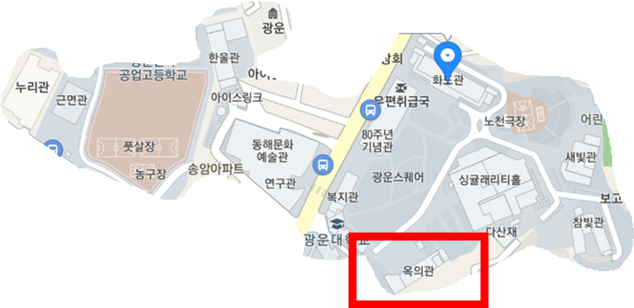 광운
한울관
공업고등학교
누리관
근면관
아이스링크
풋살장
농구장
송암아파트
동해문화
예술관
연구관
우편취급국
80주년
기념관
광운스퀘어
복지관
광운대학교
화도관
노천극장
어린
새빛관
싱귤래리티홀
보고
참빛관
다산재
옥의관